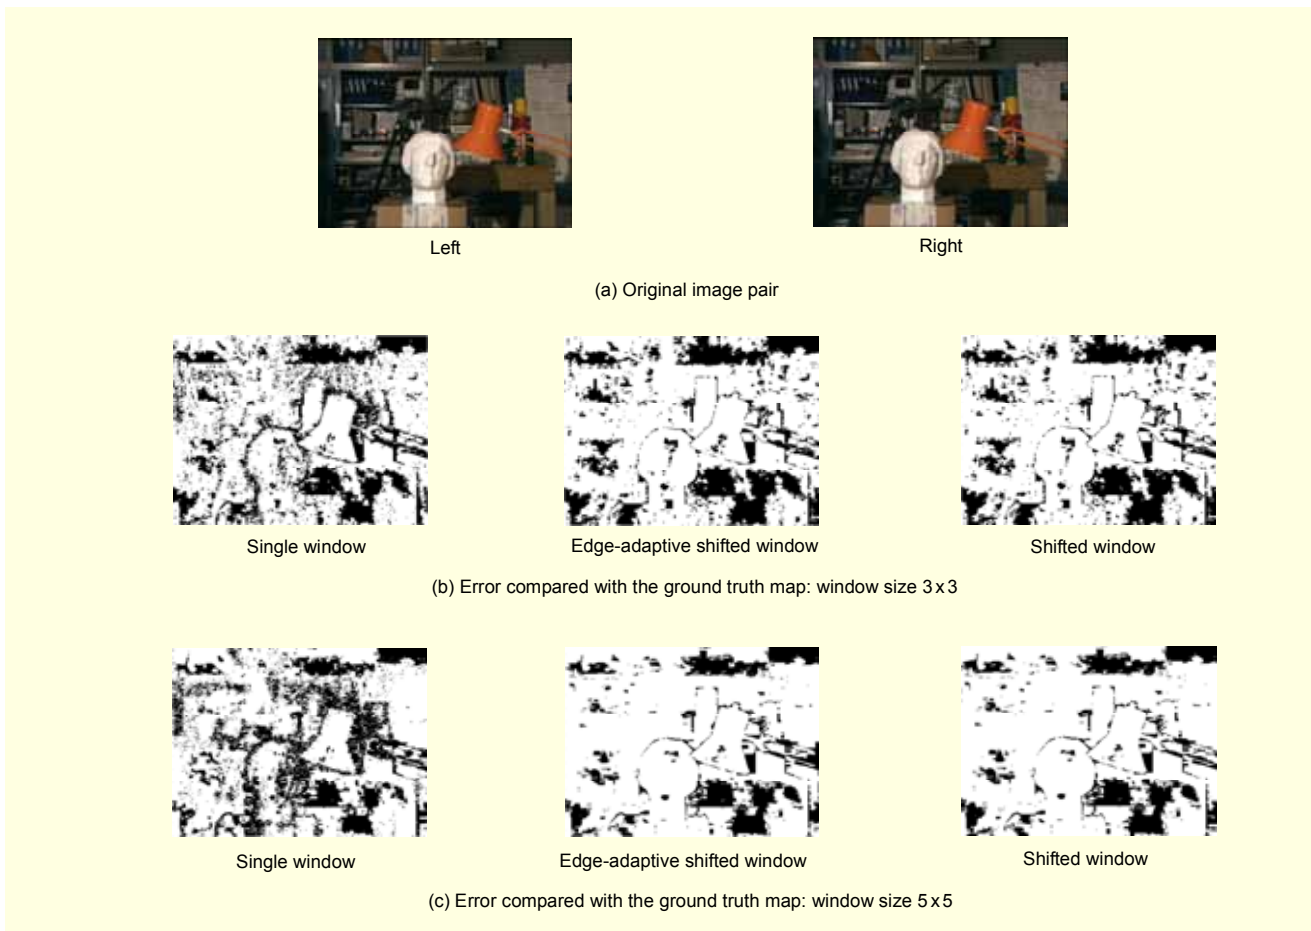 Left
Right
(a) Original image pair
Single window
Edge-adaptive shifted window
Shifted window
(b) Error compared with the ground truth map: window size 3 x 3
Single window
Edge-adaptive shifted window
Shifted window
(c) Error compared with the ground truth map: window size 5 x 5